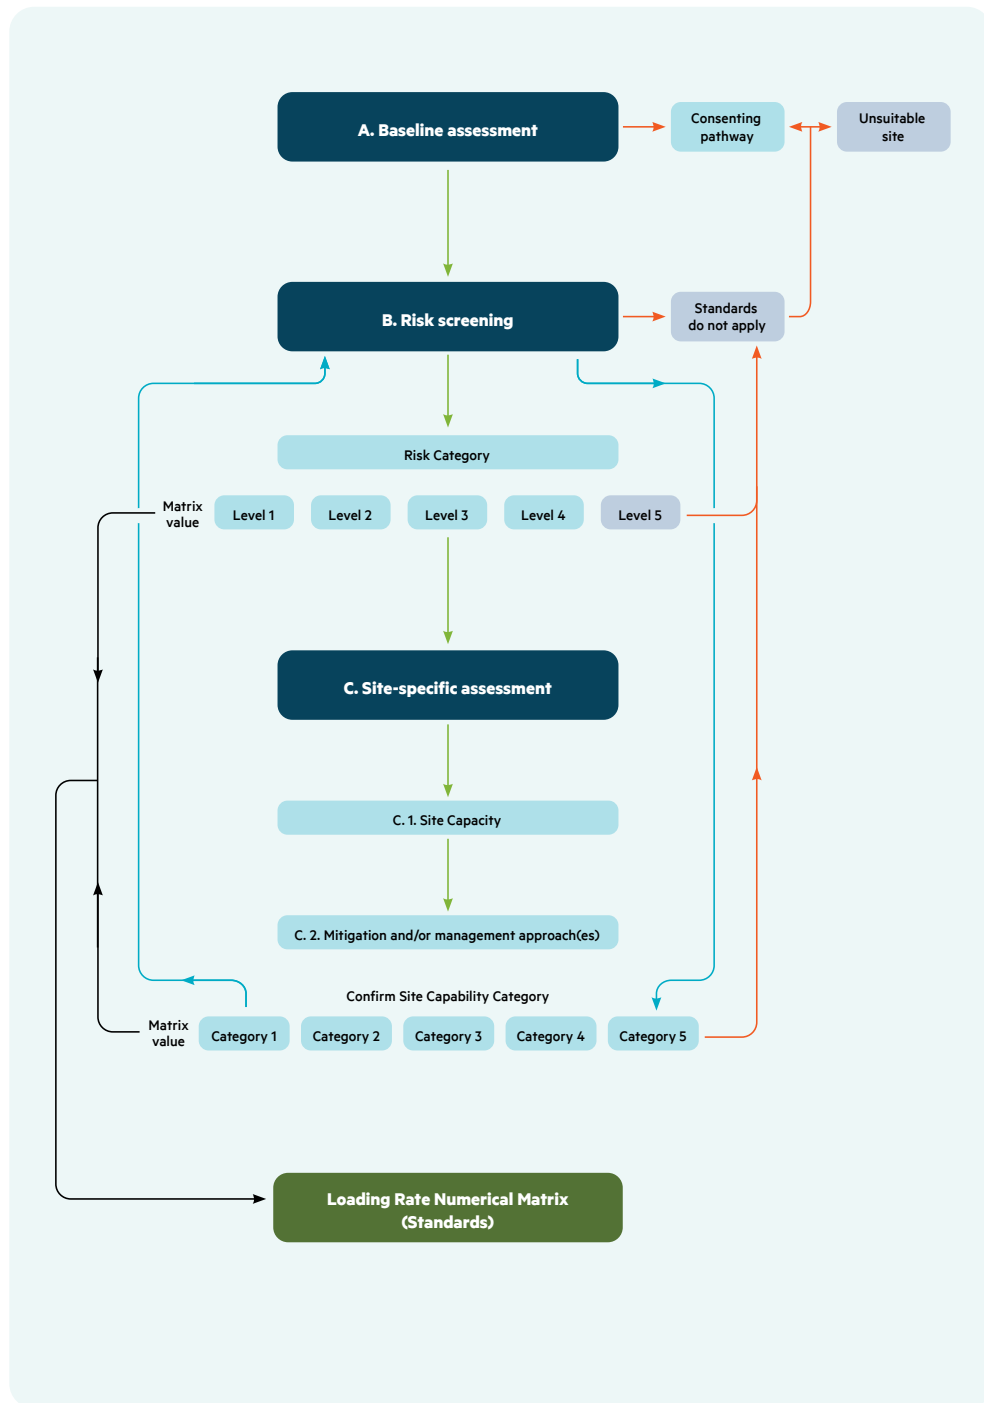 A. Baseline assessment
Consenting
pathway
Unsuitable
site
B. Risk screening
Standards
do not apply
Risk Category
Matrix
value
Level 1
Level 2
Level 3
Level 4
Level 5
C. Site-specific assessment
C. 1. Site Capacity
C. 2. Mitigation and/or management approach(es)
Confirm Site Capability Category
Matrix
value
Category 1
Category 2
Category 3
Category 4
Category 5
Loading Rate Numerical Matrix
(Standards)